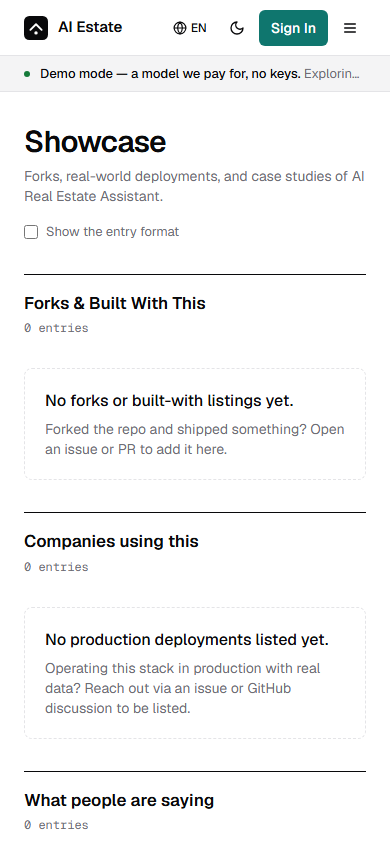 AI Estate
EN
Sign In
Demo mode — a model we pay for, no keys. Explorin…
Showcase
Forks, real-world deployments, and case studies of AI
Real Estate Assistant.
Show the entry format
Forks & Built With This
0 entries
No forks or built-with listings yet.
Forked the repo and shipped something? Open
an issue or PR to add it here.
Companies using this
0 entries
No production deployments listed yet.
Operating this stack in production with real
data? Reach out via an issue or GitHub
discussion to be listed.
What people are saying
0 entries